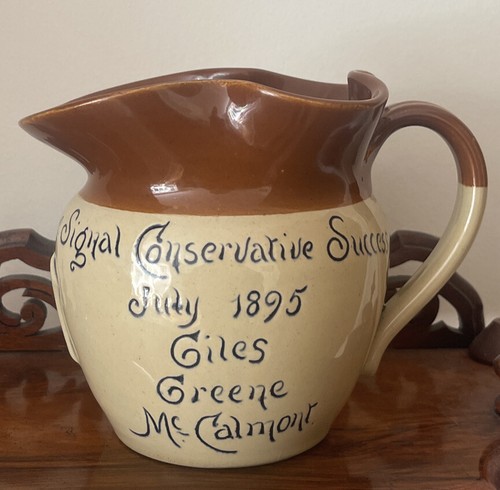 Signal Conservative Success
July 1895
Giles
Greene
McCalmont